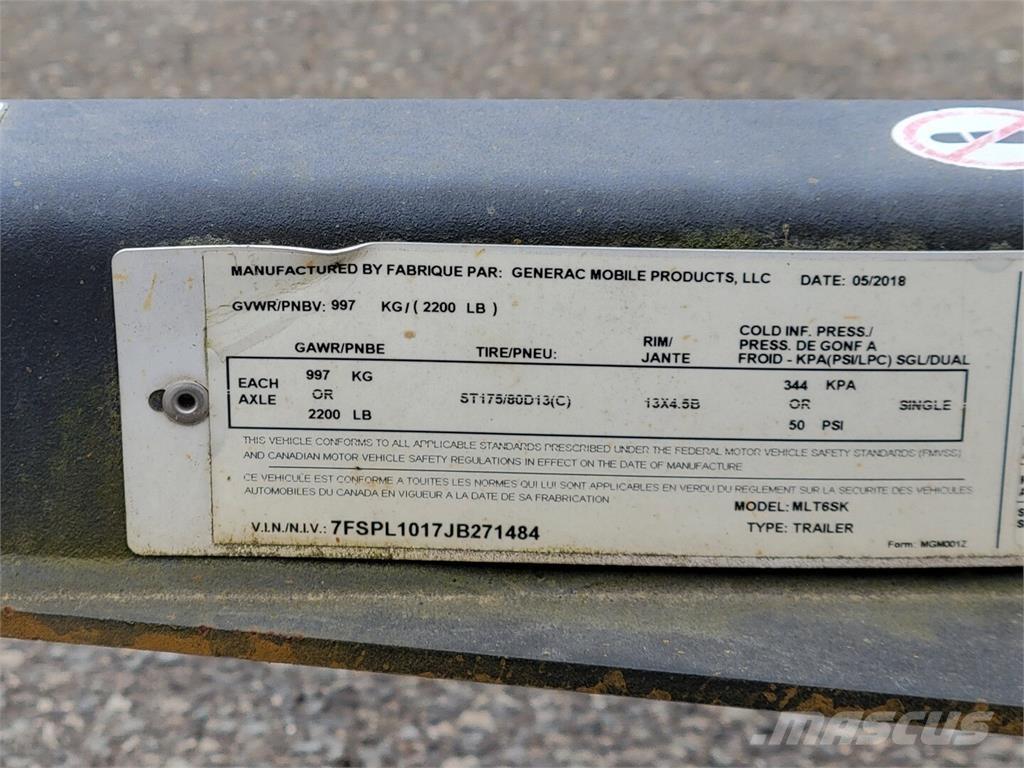 MANUFACTURED BY FABRIQUE PAR: GENERAC MOBILE PRODUCTS, LLC DATE: 05/2018
GVWR/PNBV: 997 KG/( 2200 LB )
GAWR/PNBE TIRE/PNEU: RIM/ JANTE COLD INF. PRESS./ PRESS. DE GONF A FROID - KPA(PSI/LPC) SGL/DUAL
EACH AXLE 997 KG OR 2200 LB ST175/80D13(C) 13X4.5B 344 KPA OR 50 PSI SINGLE
THIS VEHICLE CONFORMS TO ALL APPLICABLE STANDARDS PRESCRIBED UNDER THE FEDERAL MOTOR VEHICLE SAFETY STANDARDS (FMVSS)
AND CANADIAN MOTOR VEHICLE SAFETY REGULATIONS IN EFFECT ON THE DATE OF MANUFACTURE
CE VEHICULE EST CONFORME A TOUITES LES NORMES QUI LUI SONT APPLICABLES EN VERDU DU REGLEMENT SUR LA SECURITE DES VEHICULES
AUTOMOBILES DU CANADA EN VIGUEUR A LA DATE DE SA FRABRICATION
MODEL: MLT6SK
V.I.N./N.I.V.: 7FSPL1017JB271484 TYPE: TRAILER
Form: MGM001Z
MASCUS